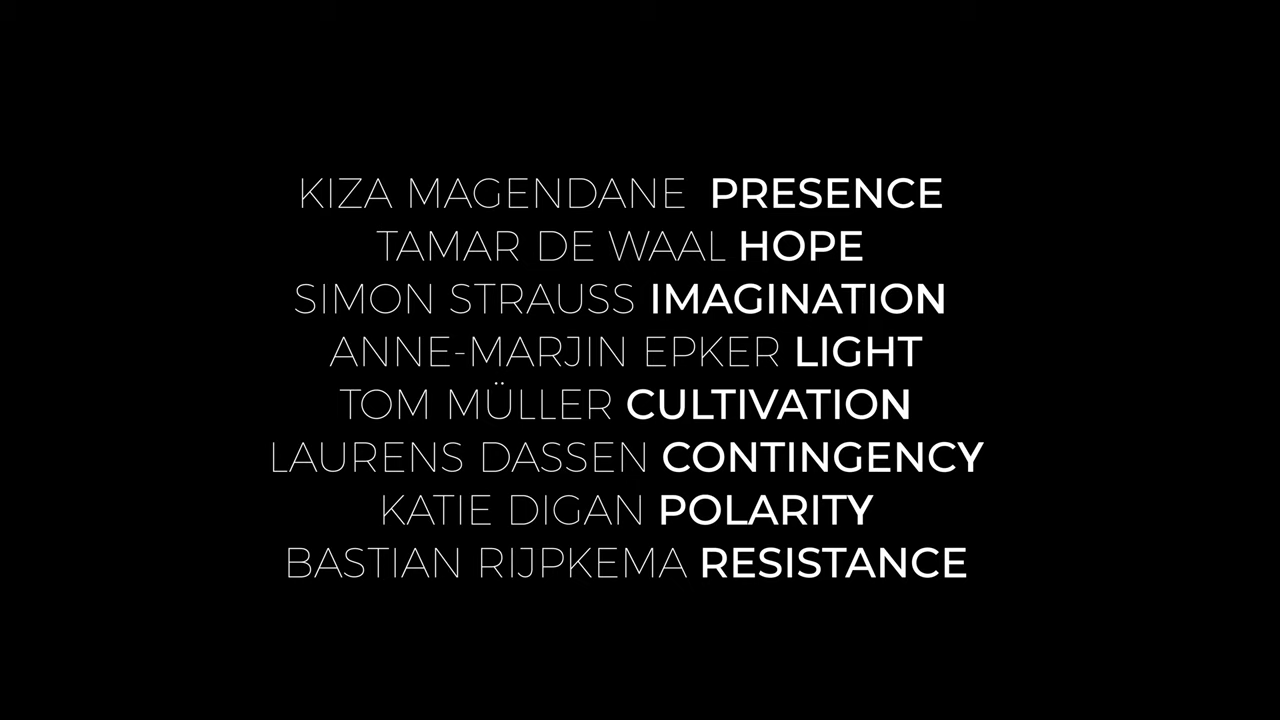 KIZA MAGENDANE PRESENCE
TAMAR DE WAAL HOPE
SIMON STRAUSS IMAGINATION
ANNE-MARJIN EPKER LIGHT
TOM MÜLLER CULTIVATION
LAURENS DASSEN CONTINGENCY
KATIE DIGAN POLARITY
BASTIAN RIJPKEMA RESISTANCE